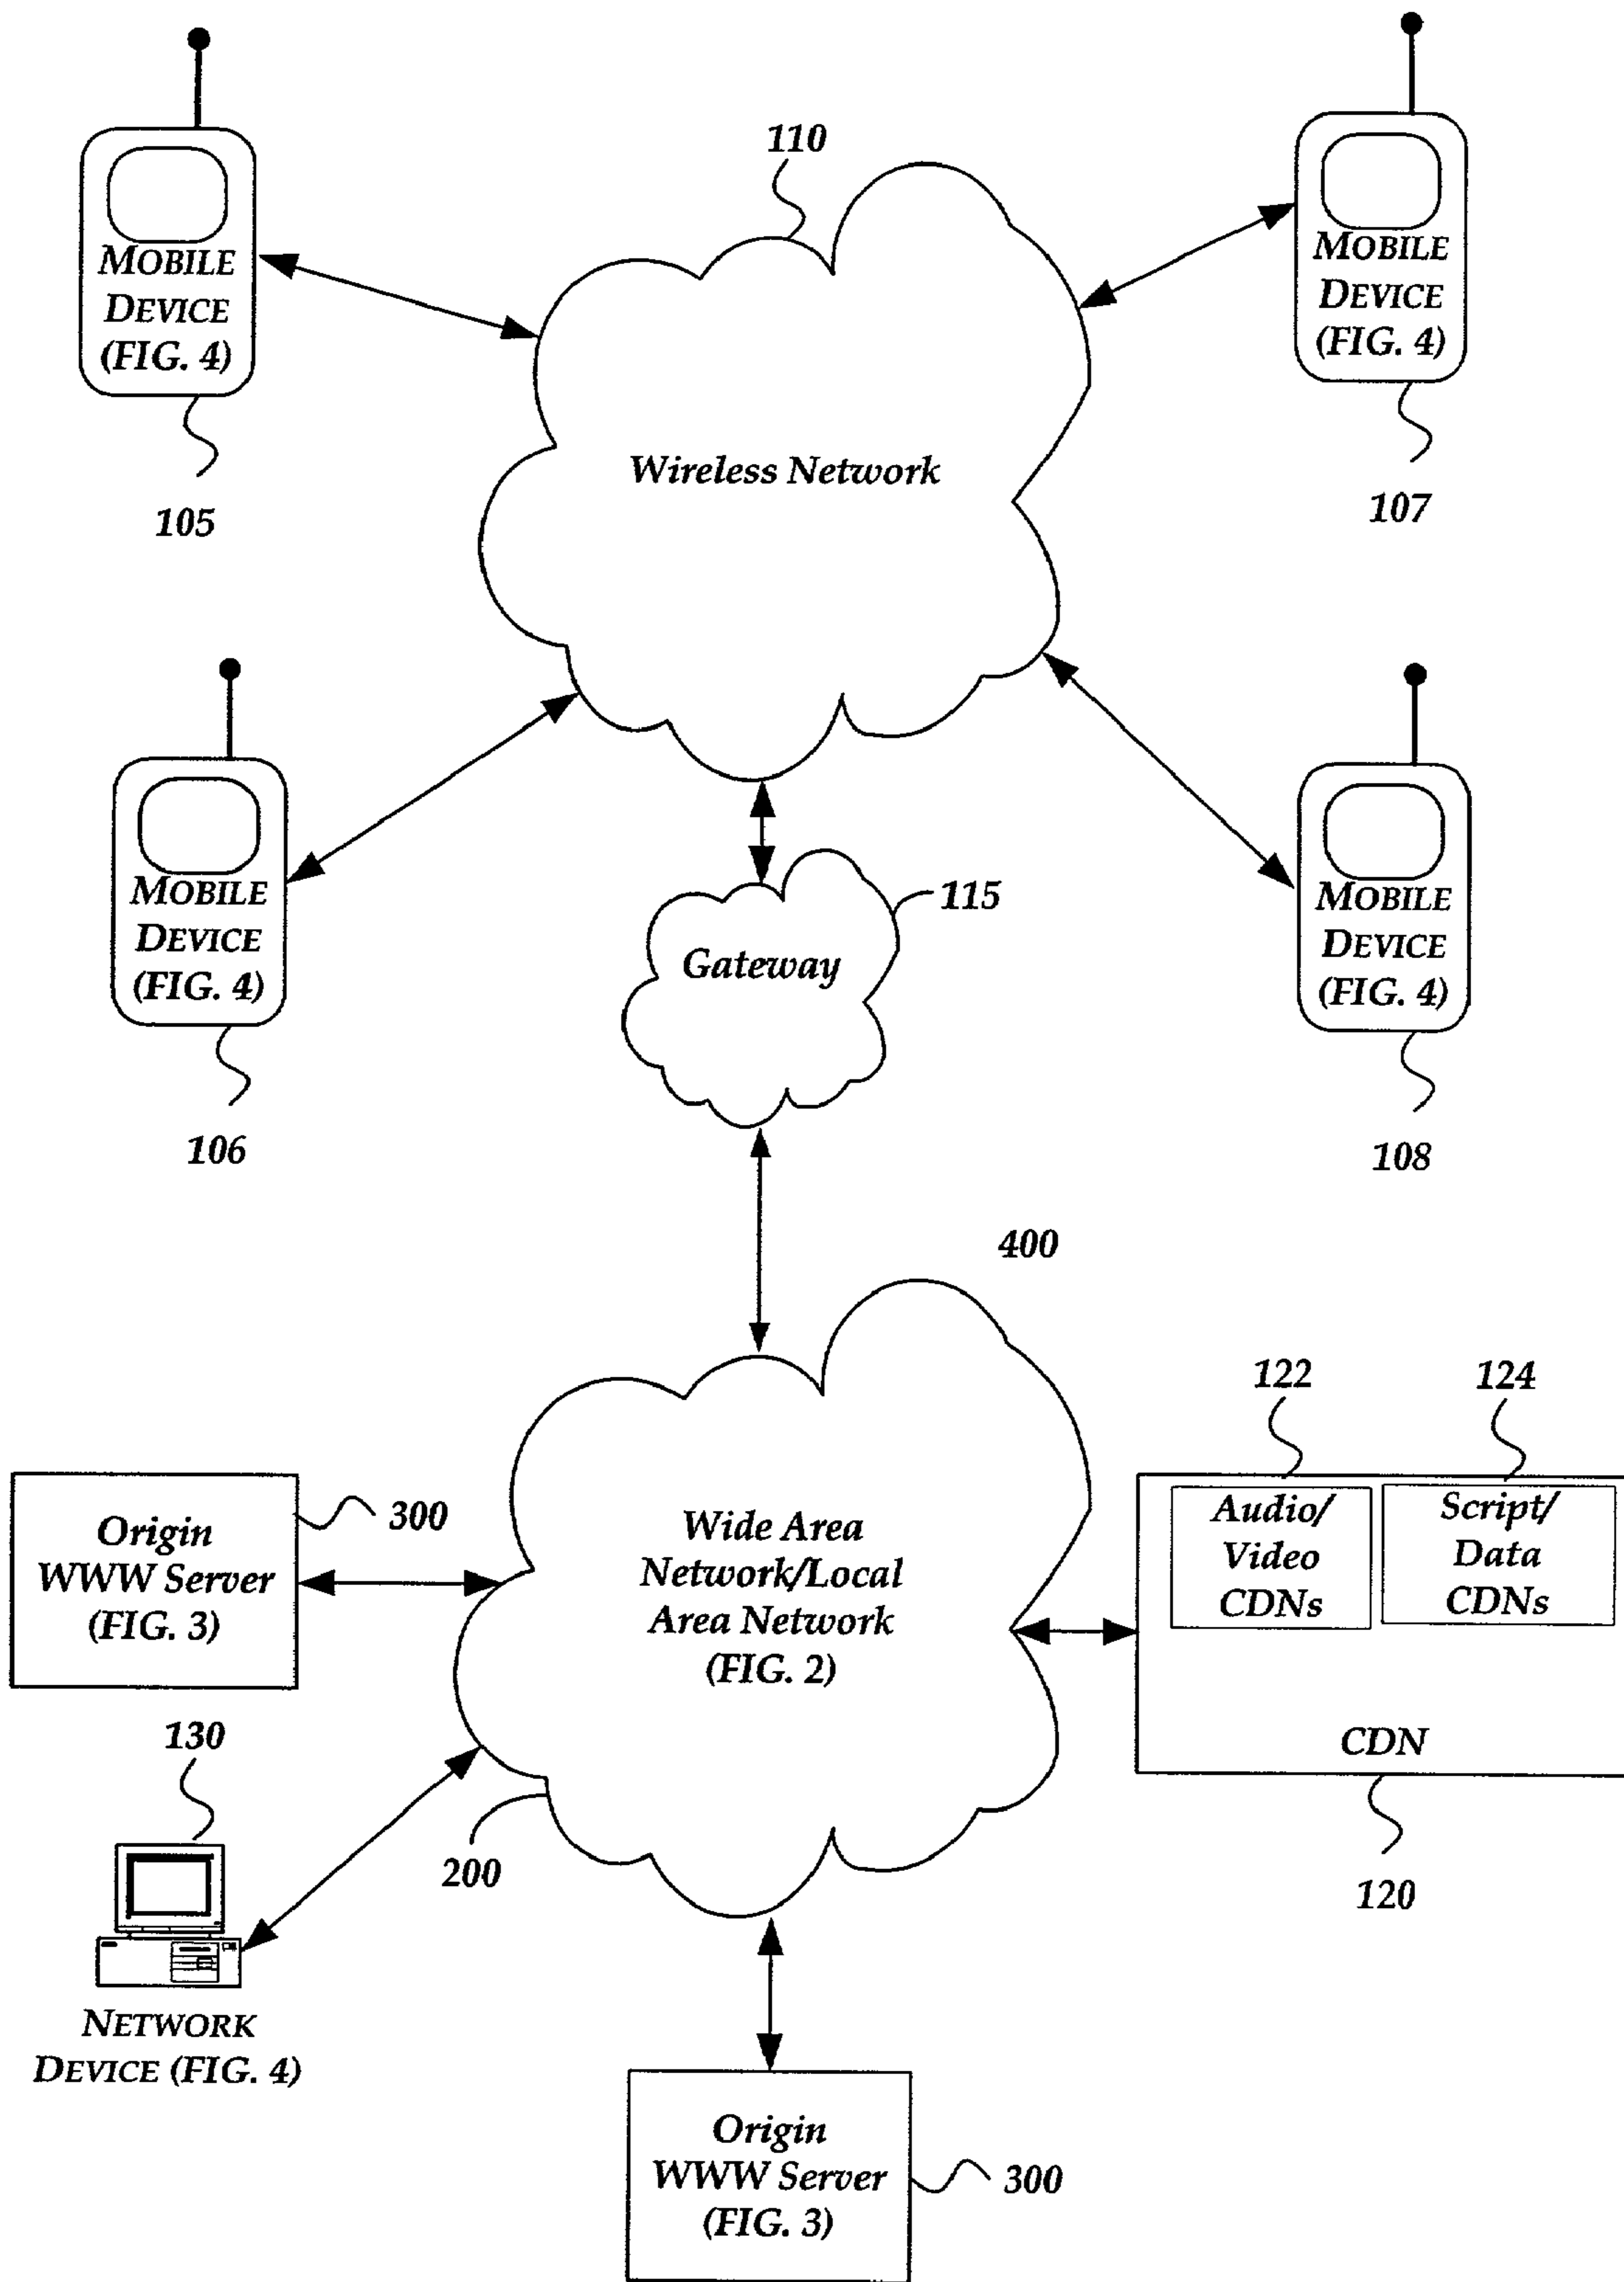 110
MOBILE
DEVICE
(FIG. 4)
105
MOBILE
DEVICE
(FIG. 4)
107
Wireless Network
MOBILE
DEVICE
(FIG. 4)
106
115
Gateway
MOBILE
DEVICE
(FIG. 4)
108
400
Origin
WWW Server
(FIG. 3)
300
Wide Area
Network/Local
Area Network
(FIG. 2)
122
124
Audio/
Video
CDNs
Script/
Data
CDNs
CDN
120
130
200
NETWORK
DEVICE (FIG. 4)
Origin
WWW Server
(FIG. 3)
300